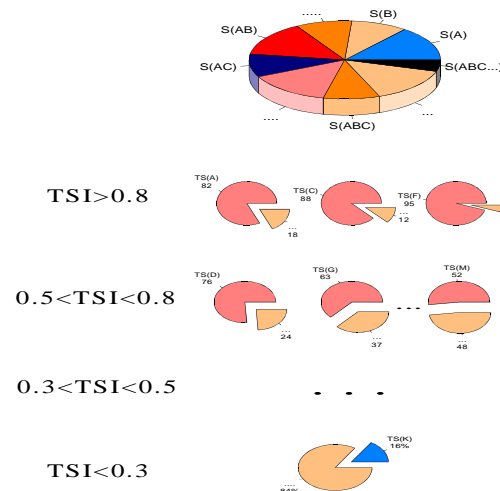 .....
S(B)
S(AB)
S(A)
S(AC)
S(ABC...)
....
S(ABC)
...
TSI>0.8
TS(A)
82
...
18
TS(C)
88
...
12
TS(F)
95
0.5<TSI<0.8
TS(D)
76
...
24
TS(G)
63
...
37
...
TS(M)
52
...
48
0.3<TSI<0.5
. . .
TSI<0.3
TS(K)
16%
....
84%